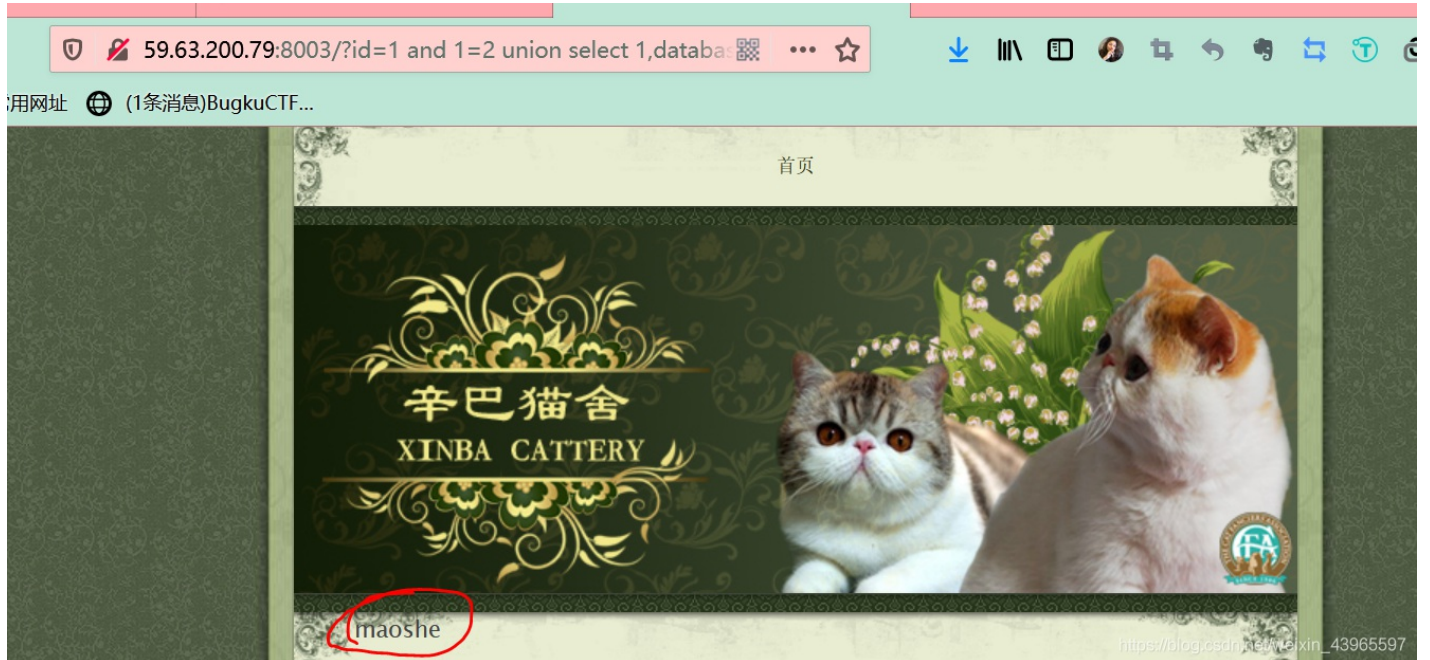 59.63.200.79:8003/?id=1 and 1=2 union select 1,databas
用网址 (1条消息)BugkuCTF...
首页
辛巴猫舍
XINBA CATTERY
maoshe
https://blog.csdn.net/weixin_43965597